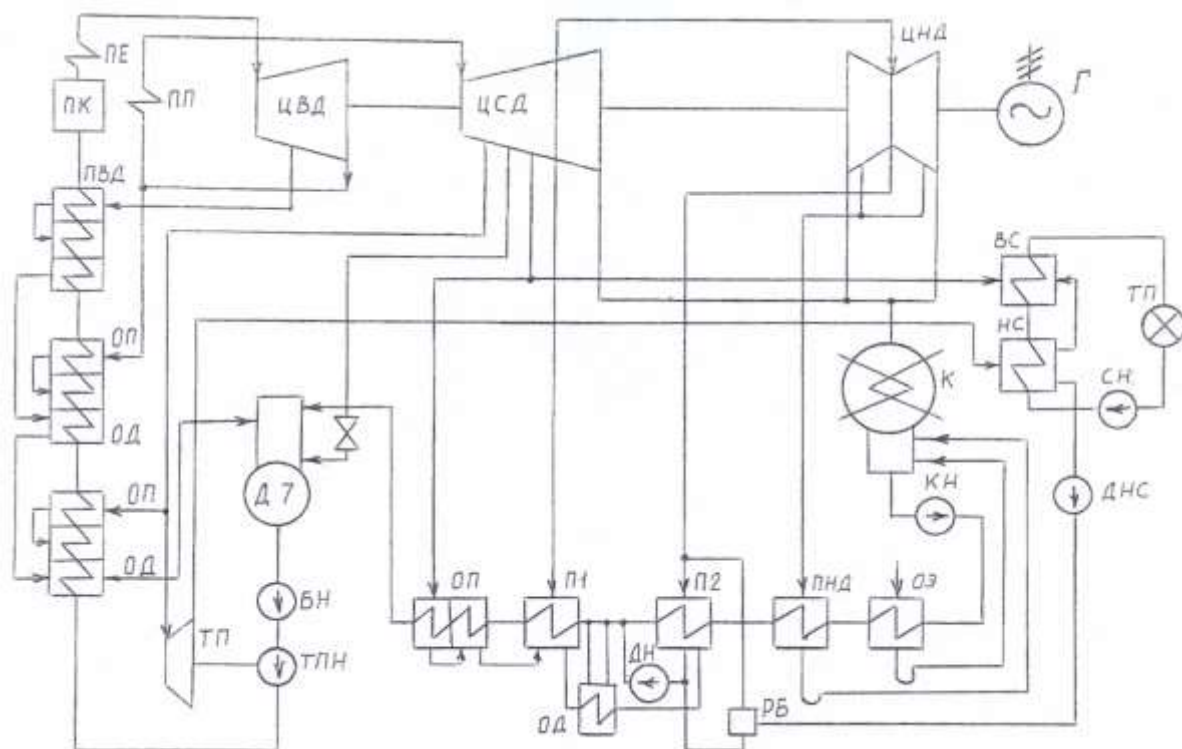 ЦНД
ПЕ
Г
ПП
ПК
ЦВД
ЦСД
ПВД
ВС
ТП
ОП
НС
К
СН
ОД
Д7
КН
ДНС
ОП
ОД
ОП
П1
П2
ПНД
ОЭ
БН
ТП
ДН
ТПН
РБ
ОД